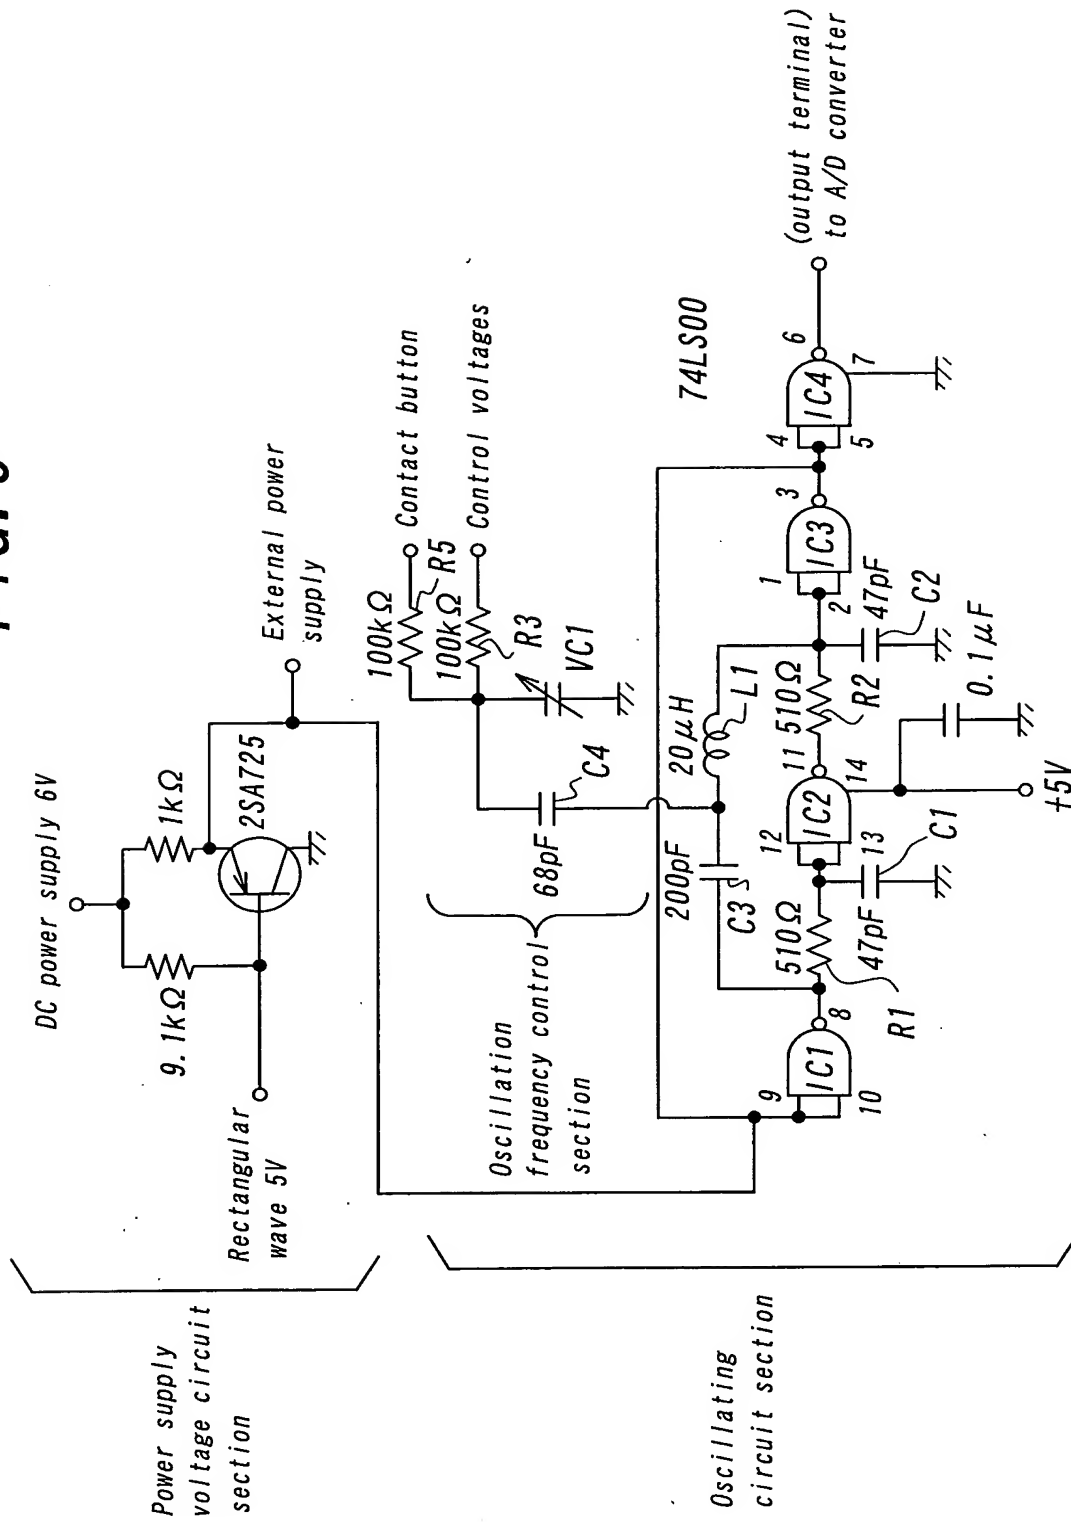 Power supply
voltage circuit
section
DC power supply 6V
9.1kΩ
1kΩ
2SA725
Rectangular
wave 5V
External power
supply
Oscillating
circuit section
Oscillation
frequency control
section
100kΩ
Contact button
R5
100kΩ
Control voltages
R3
VC1
68pF
C4
200pF
C3
20μH
L1
74LS00
9
10
IC1
8
510Ω
R1
47pF
C1
12
13
IC2
11
14
510Ω
R2
47pF
C2
0.1μF
+5V
1
2
IC3
3
4
5
IC4
6
7
(output terminal)
to A/D converter